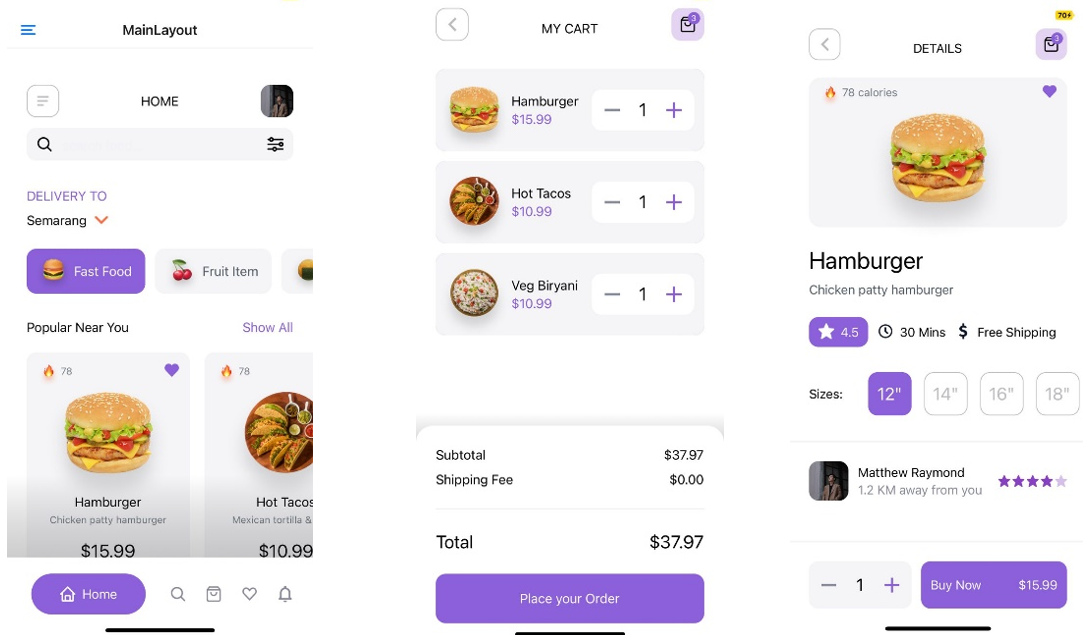 MainLayout
HOME
DELIVERY TO
Semarang
Fast Food
Fruit Item
Popular Near You
Show All
78
78
Hamburger
Hot Tacos
Chicken patty hamburger
Mexican tortilla &
$15.99
$10.99
Home
MY CART
3
Hamburger
$15.99
1
Hot Tacos
$10.99
1
Veg Biryani
$10.99
1
Subtotal
$37.97
Shipping Fee
$0.00
Total
$37.97
Place your Order
70
DETAILS
3
78 calories
Hamburger
Chicken patty hamburger
4.5
30 Mins
$ Free Shipping
Sizes:
12"
14"
16"
18"
Matthew Raymond
1.2 KM away from you
1
Buy Now
$15.99